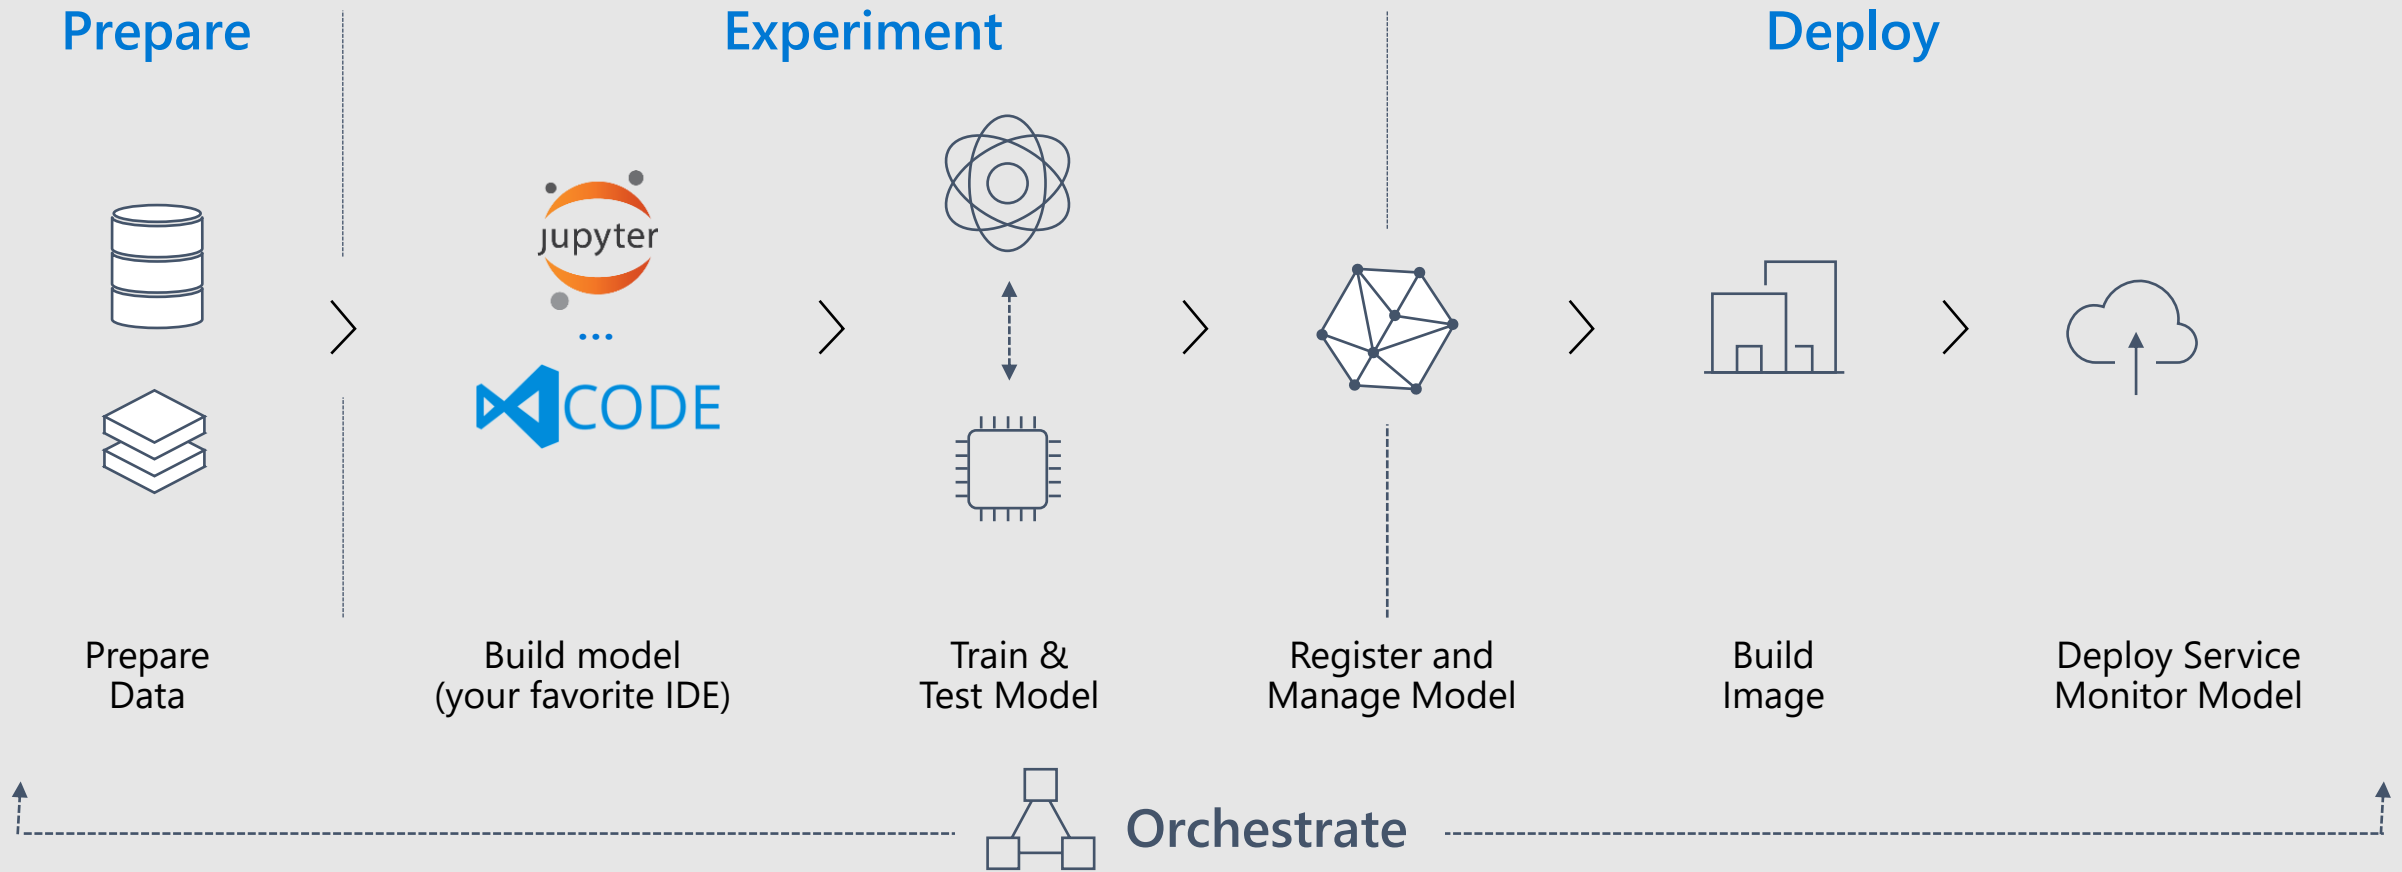 Prepare
Experiment
Deploy
jupyter
...
CODE
Prepare
Data
Build model
(your favorite IDE)
Train &
Test Model
Register and
Manage Model
Build
Image
Deploy Service
Monitor Model
Orchestrate